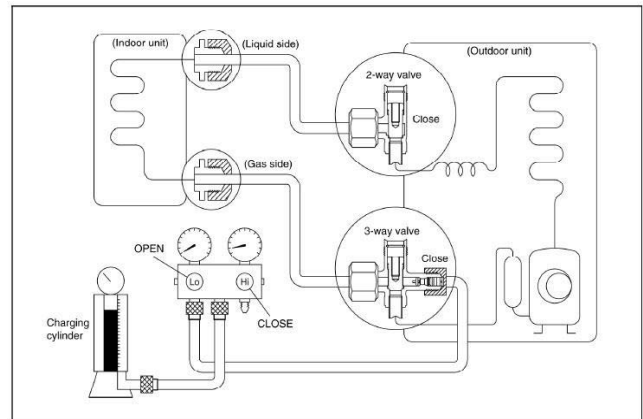 (Indoor unit)
(Liquid side)
(Outdoor unit)
2-way valve
Close
(Gas side)
3-way valve
Close
OPEN
Lo
Hi
CLOSE
Charging
cylinder